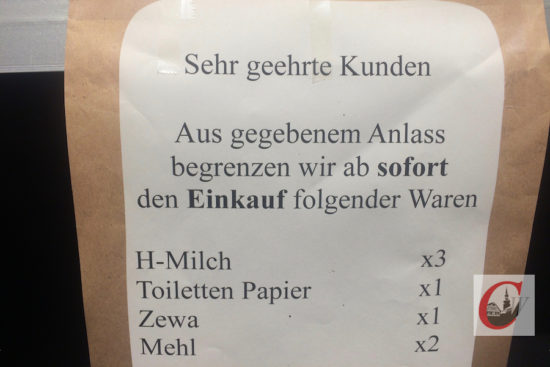 Sehr geehrte Kunden
Aus gegebenem Anlass
begrenzen wir ab sofort
den Einkauf folgender Waren
H-Milch x3
Toiletten Papier x1
Zewa x1
Mehl x2
CW